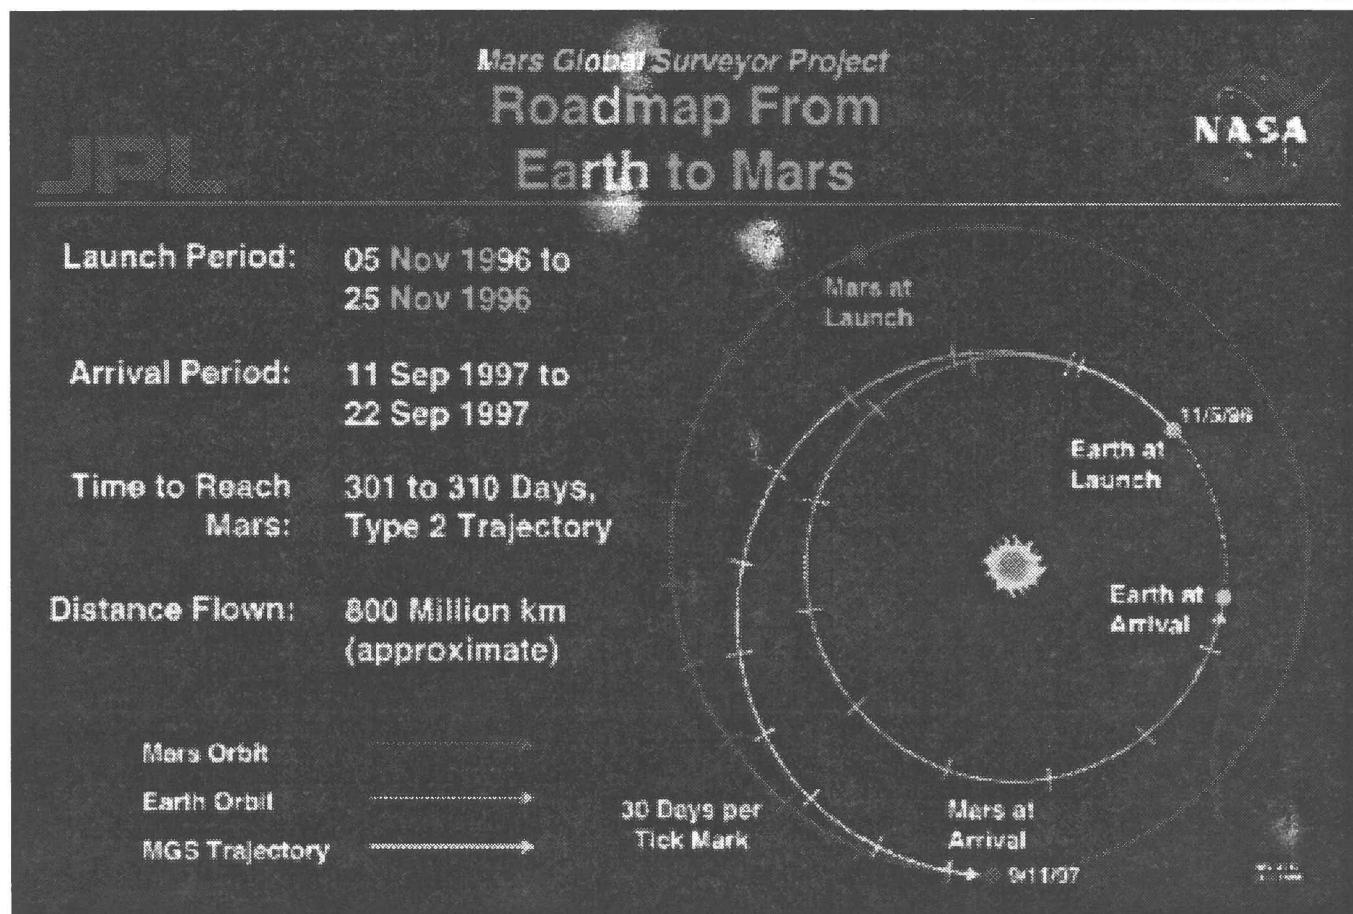 Mars Global Surveyor Project
Roadmap From
Earth to Mars
JPL
NASA
Launch Period: 05 Nov 1996 to
25 Nov 1996
Arrival Period: 11 Sep 1997 to
22 Sep 1997
Time to Reach 301 to 310 Days,
Mars: Type 2 Trajectory
Distance Flown: 800 Million km
(approximate)
Mars Orbit
Earth Orbit
MGS Trajectory
Mars at
Launch
11/5/96
Earth at
Launch
Earth at
Arrival
30 Days per
Tick Mark
Mars at
Arrival
9/11/97